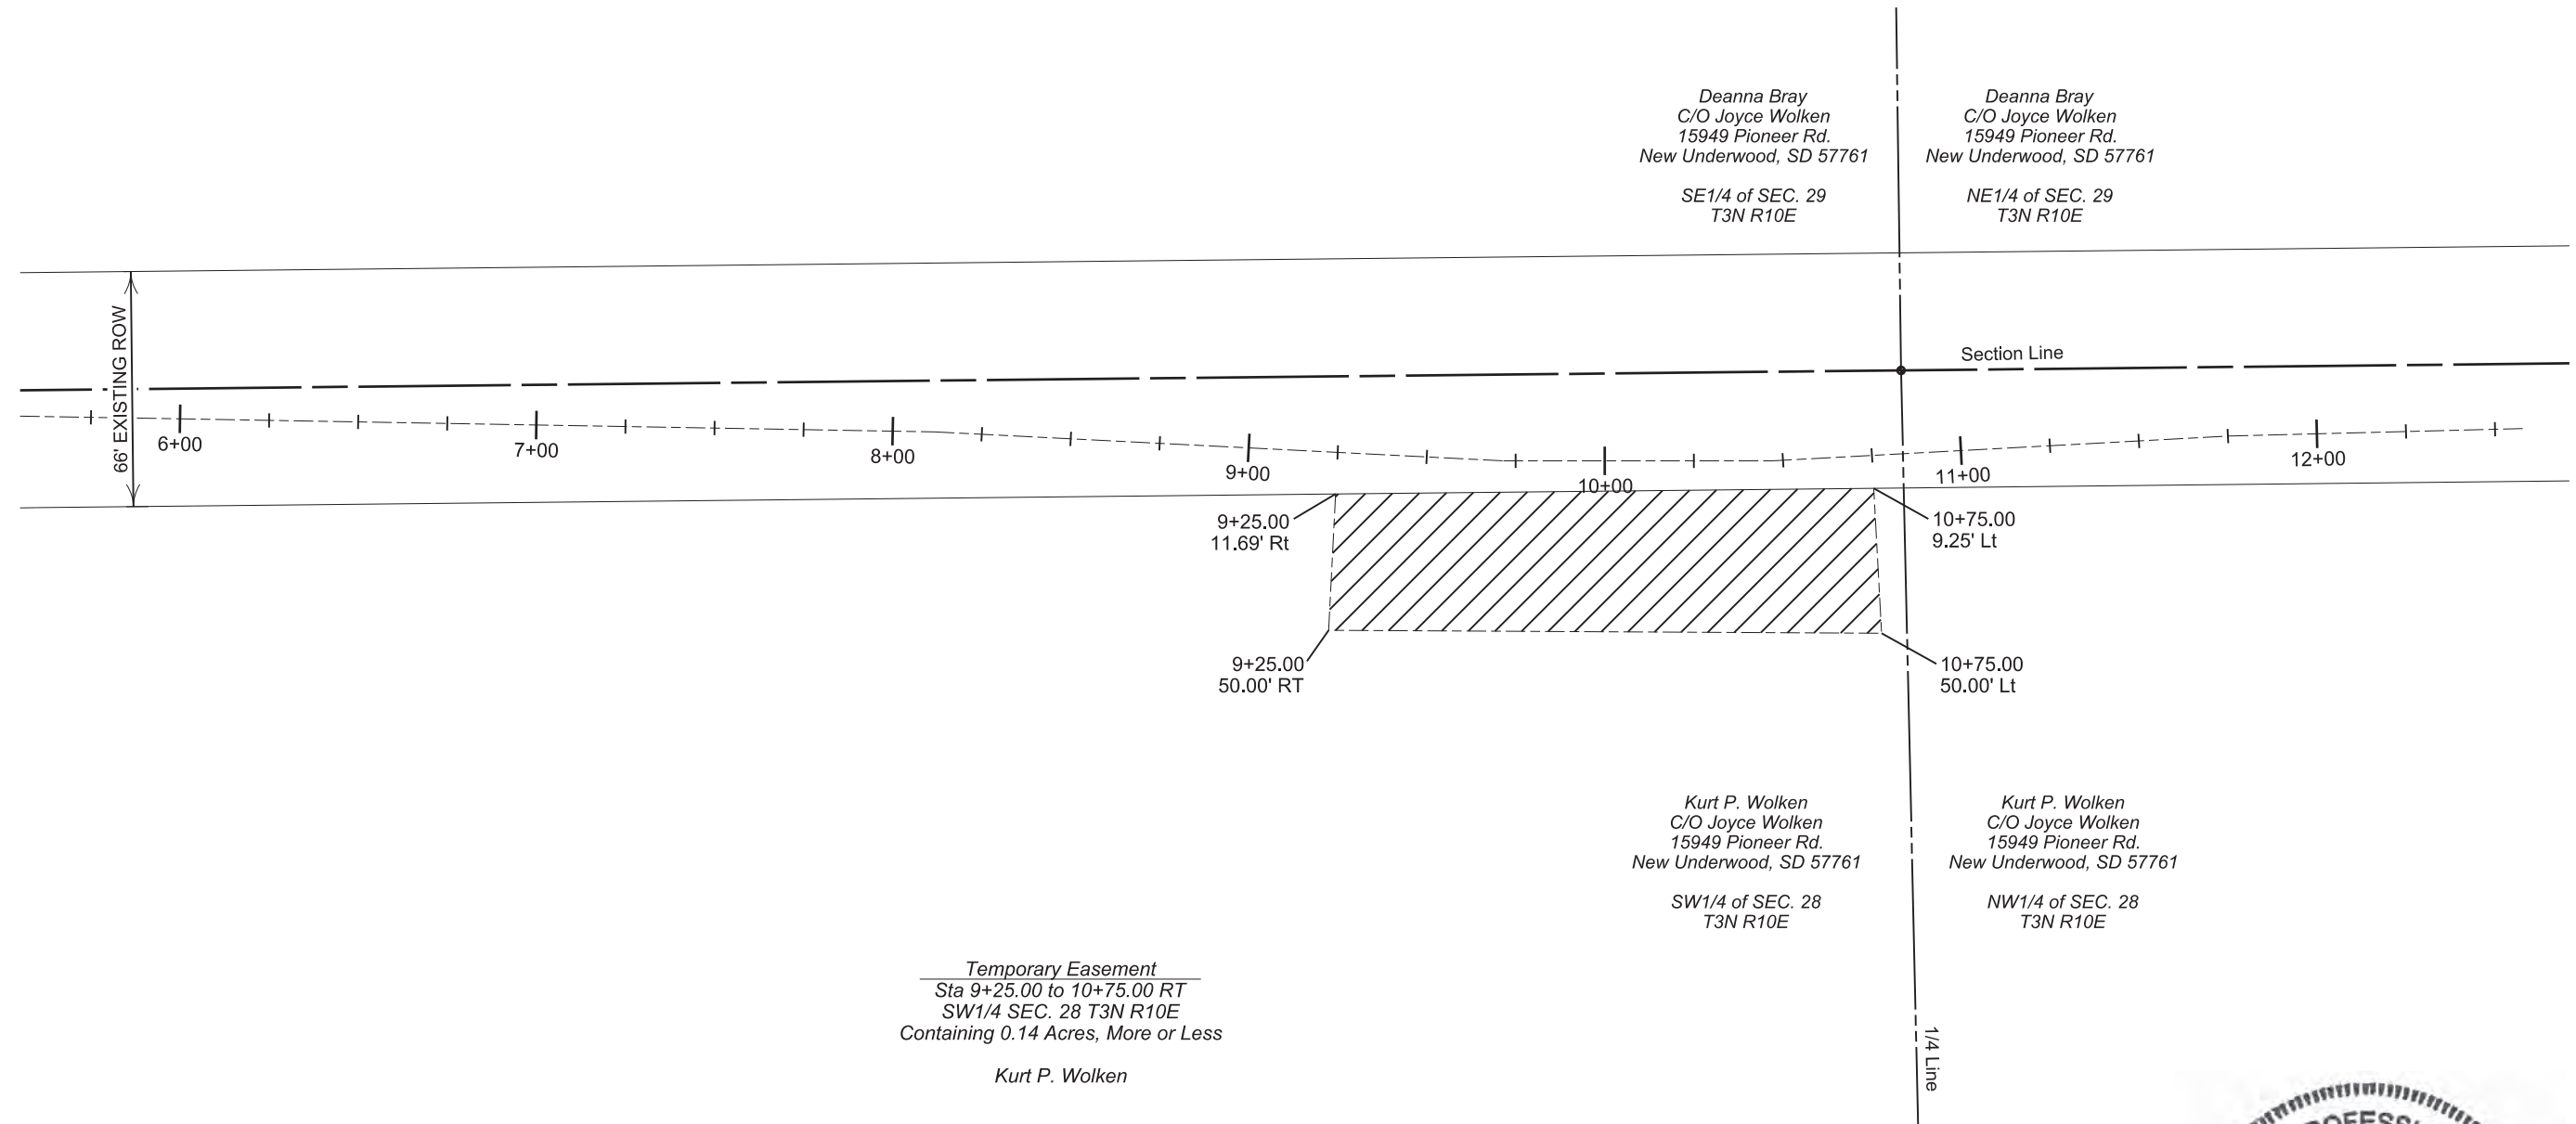 Deanna Bray
C/O Joyce Wolken
15949 Pioneer Rd.
New Underwood, SD 57761
SE1/4 of SEC. 29
T3N R10E
Deanna Bray
C/O Joyce Wolken
15949 Pioneer Rd.
New Underwood, SD 57761
NE1/4 of SEC. 29
T3N R10E
66' EXISTING ROW
Section Line
6+00
7+00
8+00
9+00
10+00
11+00
12+00
9+25.00
11.69' Rt
10+75.00
9.25' Lt
9+25.00
50.00' RT
10+75.00
50.00' Lt
Kurt P. Wolken
C/O Joyce Wolken
15949 Pioneer Rd.
New Underwood, SD 57761
SW1/4 of SEC. 28
T3N R10E
Kurt P. Wolken
C/O Joyce Wolken
15949 Pioneer Rd.
New Underwood, SD 57761
NW1/4 of SEC. 28
T3N R10E
Temporary Easement
Sta 9+25.00 to 10+75.00 RT
SW1/4 SEC. 28 T3N R10E
Containing 0.14 Acres, More or Less
Kurt P. Wolken
1/4 Line